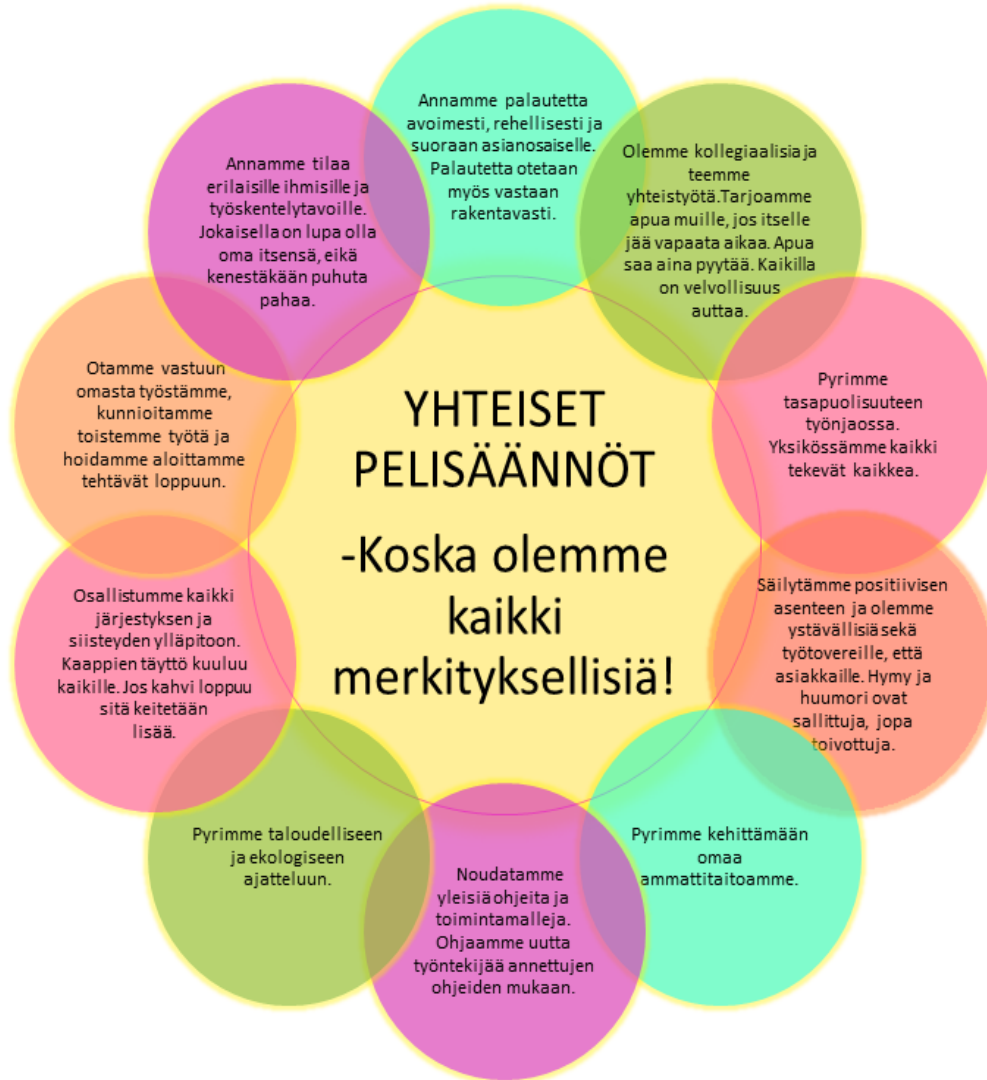 YHTEISET
PELISÄÄNNÖT
-Koska olemme
kaikki
merkityksellisiä!
Annamme palautetta
avoimesti, rehellisesti ja
suoraan asianosaiselle.
Palautetta otetaan
myös vastaan
rakentavasti.
Olemme kollegiaalisia ja
teemme
yhteistyötä.Tarjoamme
apua muille, jos itselle
jää vapaata aikaa. Apua
saa aina pyytää. Kaikilla
on velvollisuus
auttaa.
Pyrimme
tasapuolisuuteen
työnjaossa.
Yksikössämme kaikki
tekevät kaikkea.
Säilytämme positiivisen
asenteen ja olemme
ystävällisiä sekä
työtovereille, että
asiakkaille. Hymy ja
huumori ovat
sallittuja, jopa
toivottuja.
Pyrimme kehittämään
omaa
ammattitaitoamme.
Noudatamme
yleisiä ohjeita ja
toimintamalleja.
Ohjaamme uutta
työntekijää annettujen
ohjeiden mukaan.
Pyrimme taloudelliseen
ja ekologiseen
ajatteluun.
Osallistumme kaikki
järjestyksen ja
siisteyden ylläpitoon.
Kaappien täyttö kuuluu
kaikille. Jos kahvi loppuu
sitä keitetään
lisää.
Otamme vastuun
omasta työstämme,
kunnioitamme
toistemme työtä ja
hoidamme aloittamme
tehtävät loppuun.
Annamme tilaa
erilaisille ihmisille ja
työskentelytavoille.
Jokaisella on lupa olla
oma itsensä, eikä
kenestäkään puhuta
pahaa.